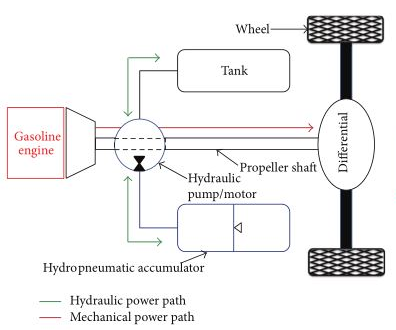 Wheel
Tank
Gasoline
engine
Differential
Propeller shaft
Hydraulic
pump/motor
Hydropneumatic accumulator
Hydraulic power path
Mechanical power path